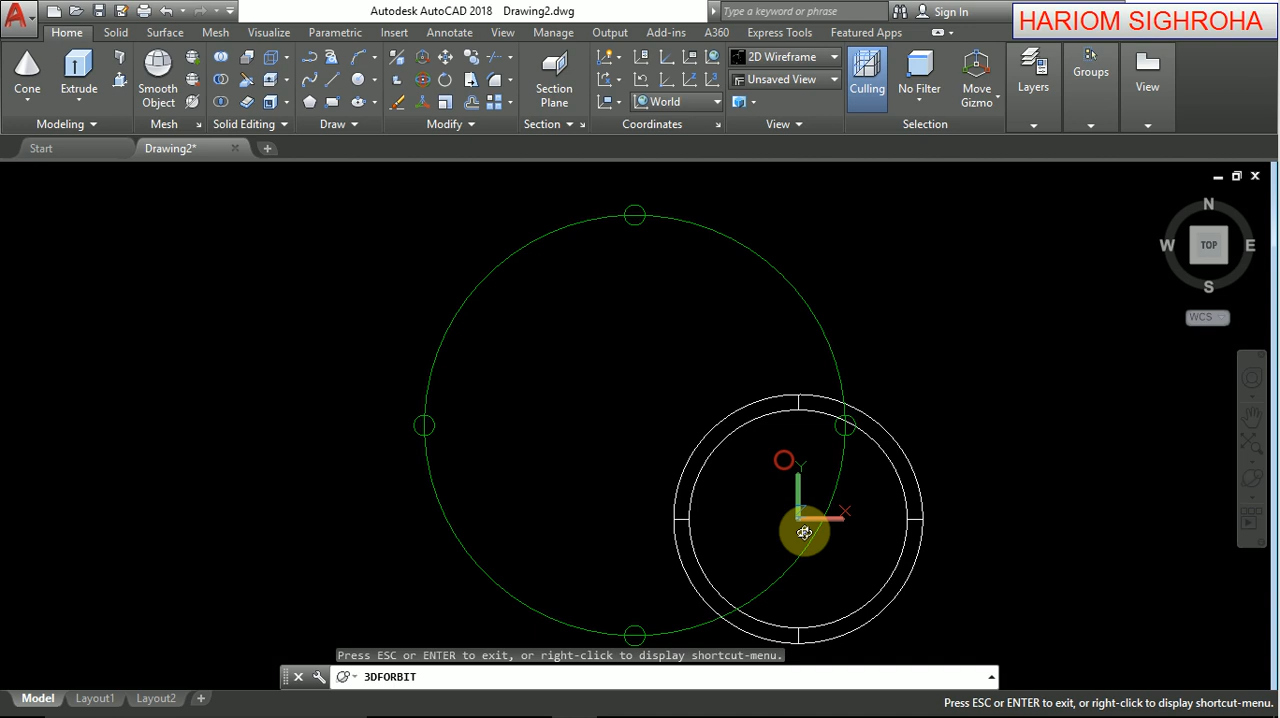 Autodesk AutoCAD 2018 Drawing2.dwg
Type a keyword or phrase
Sign In
HARIOM SIGHROHA
Home Solid Surface Mesh Visualize Parametric Insert Annotate View Manage Output Add-ins A360 Express Tools Featured Apps
Cone
Extrude
Smooth
Object
Section
Plane
World
2D Wireframe
Unsaved View
Culling
No Filter
Move
Gizmo
Layers
Groups
View
Modeling Mesh Solid Editing Draw Modify Section Coordinates View Selection
Start
Drawing2*
N
W
TOP
E
S
WCS
Y
X
Press ESC or ENTER to exit, or right-click to display shortcut-menu.
3DFORBIT
Model Layout1 Layout2
Press ESC or ENTER to exit, or right-click to display shortcut-menu.